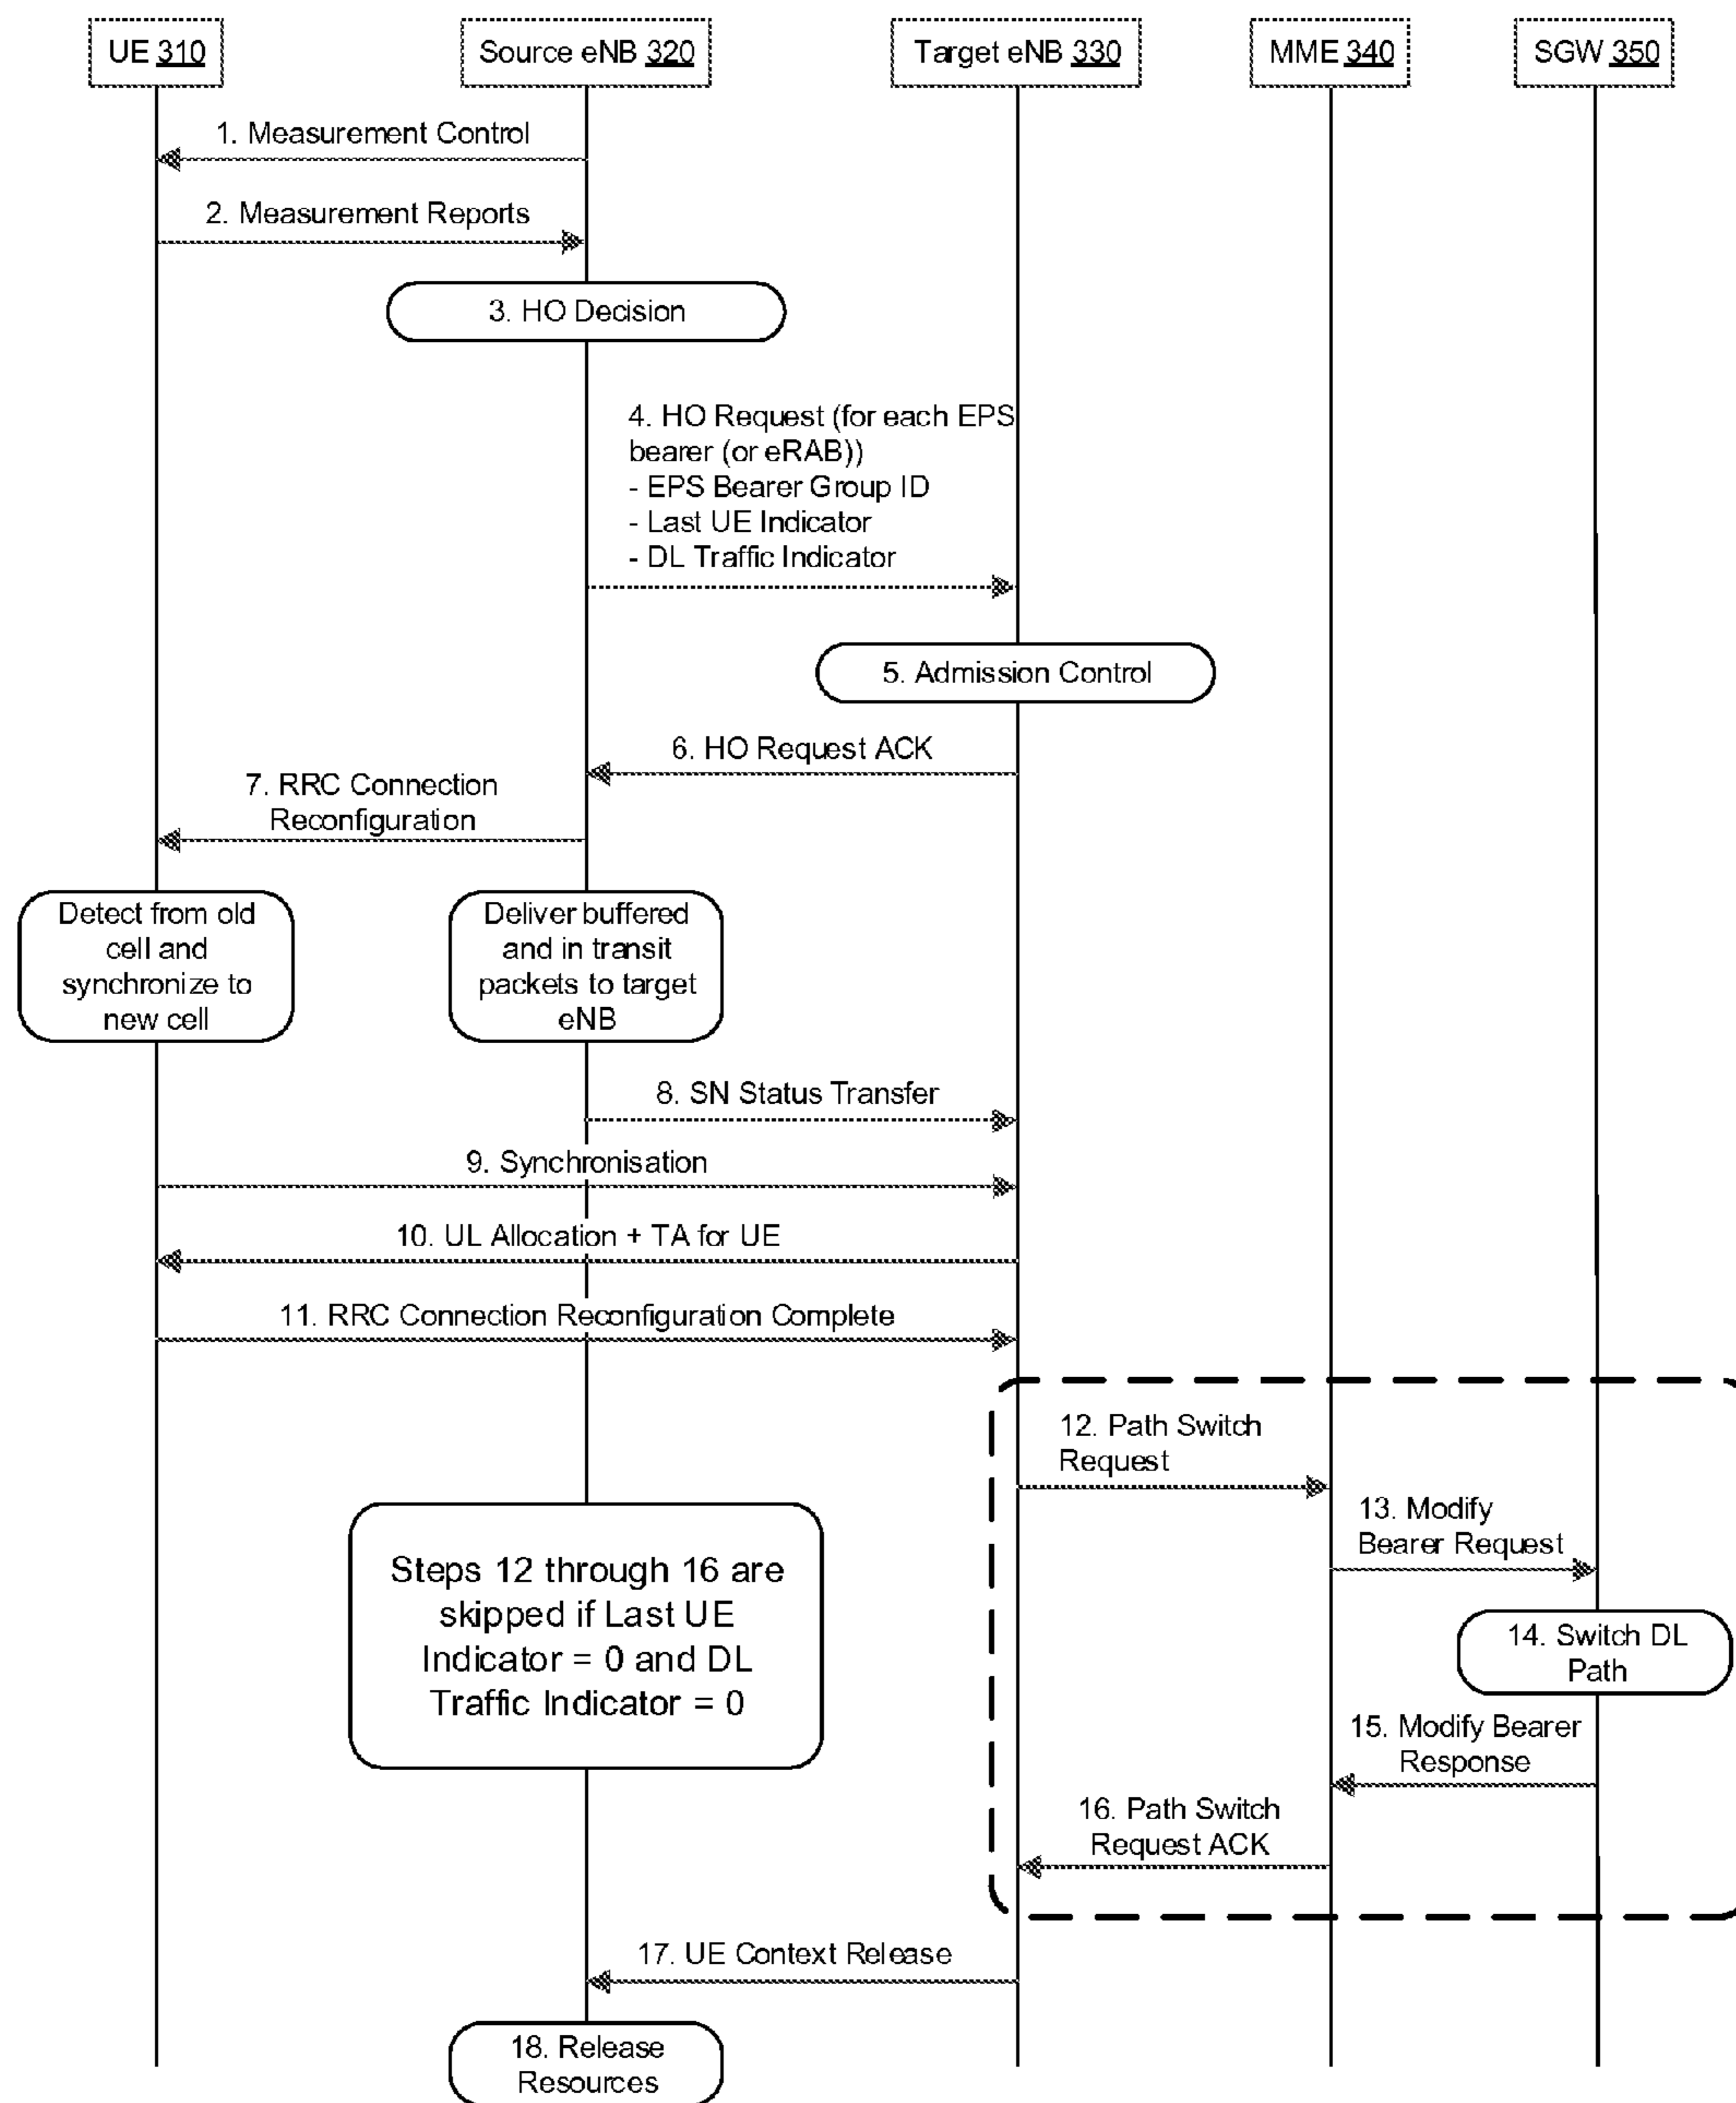 UE 310
Source eNB 320
Target eNB 330
MME 340
SGW 350
1. Measurement Control
2. Measurement Reports
3. HO Decision
4. HO Request (for each EPS
bearer (or eRAB))
- EPS Bearer Group ID
- Last UE Indicator
- DL Traffic Indicator
5. Admission Control
6. HO Request ACK
7. RRC Connection
Reconfiguration
Detect from old
cell and
synchronize to
new cell
Deliver buffered
and in transit
packets to target
eNB
8. SN Status Transfer
9. Synchronisation
10. UL Allocation + TA for UE
11. RRC Connection Reconfiguration Complete
12. Path Switch
Request
13. Modify
Bearer Request
Steps 12 through 16 are
skipped if Last UE
Indicator = 0 and DL
Traffic Indicator = 0
14. Switch DL
Path
15. Modify Bearer
Response
16. Path Switch
Request ACK
17. UE Context Release
18. Release
Resources